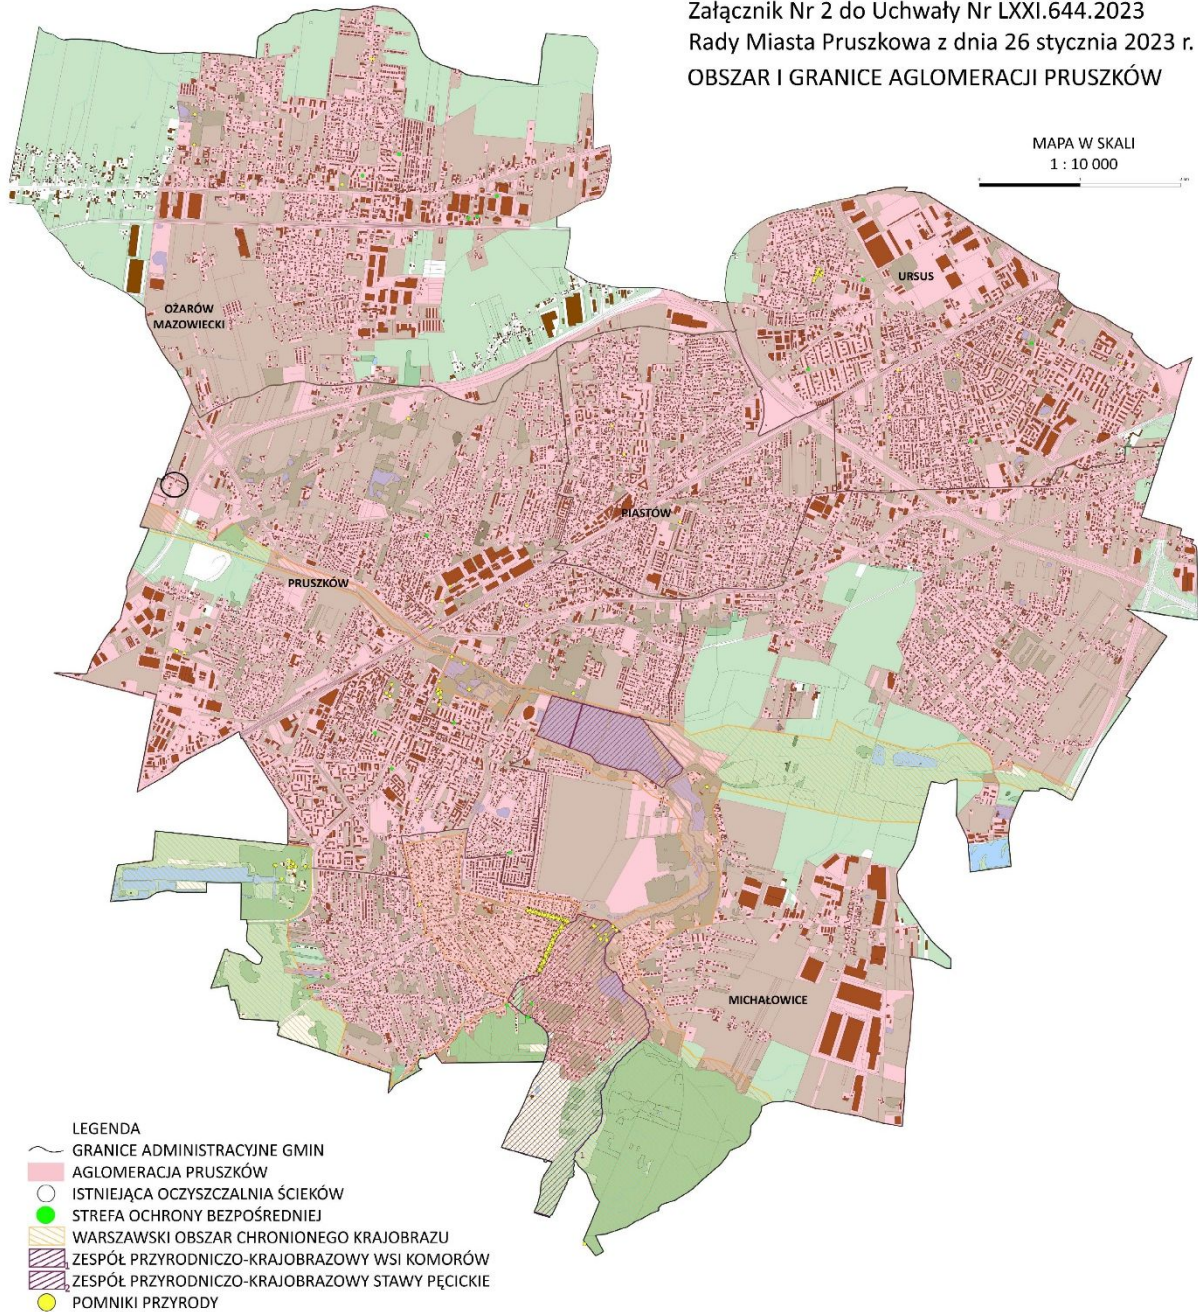 Załącznik Nr 2 do Uchwały Nr LXXI.644.2023
Rady Miasta Pruszkowa z dnia 26 stycznia 2023 r.
OBSZAR I GRANICE AGLOMERACJI PRUSZKÓW
MAPA W SKALI
1 : 10 000
URSUS
OŻARÓW
MAZOWIECKI
PIASTÓW
PRUSZKÓW
MICHAŁOWICE
LEGENDA
GRANICE ADMINISTRACYJNE GMIN
AGLOMERACJA PRUSZKÓW
ISTNIEJĄCA OCZYSZCZALNIA ŚCIEKÓW
STREFA OCHRONY BEZPOŚREDNIEJ
WARSZAWSKI OBSZAR CHRONIONEGO KRAJOBRAZU
1 ZESPÓŁ PRZYRODNICZO-KRAJOBRAZOWY WSI KOMORÓW
2 ZESPÓŁ PRZYRODNICZO-KRAJOBRAZOWY STAWY PĘCICKIE
POMNIKI PRZYRODY